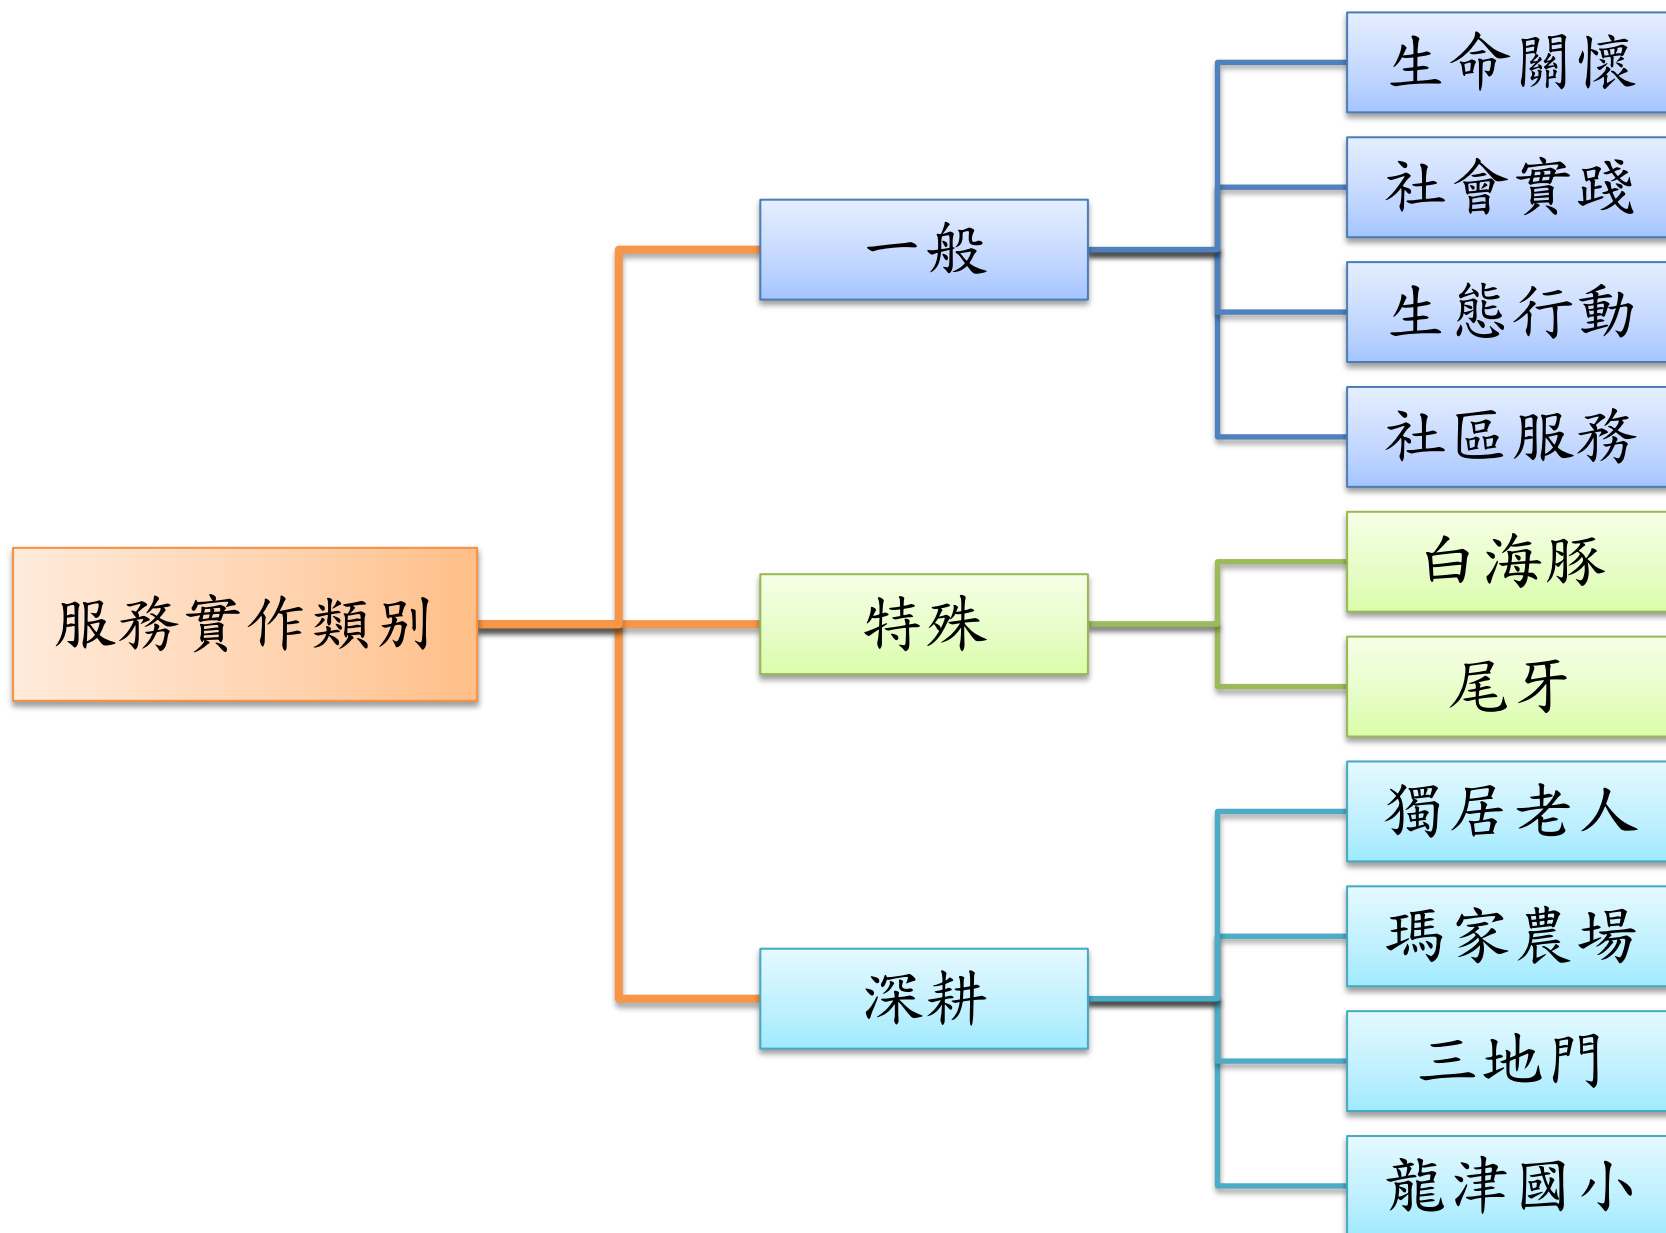 服務實作類別
一般
生命關懷
社會實踐
生態行動
社區服務
特殊
白海豚
尾牙
深耕
獨居老人
瑪家農場
三地門
龍津國小